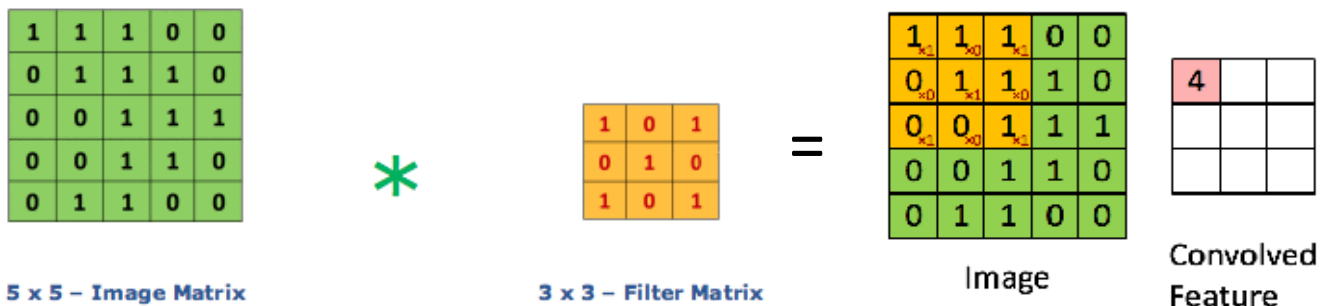 1 1 1 0 0
0 1 1 1 0
0 0 1 1 1
0 0 1 1 0
0 1 1 0 0
5 x 5 – Image Matrix
*
1 0 1
0 1 0
1 0 1
3 x 3 – Filter Matrix
=
1×1 1×0 1×1 0 0
0×0 1×1 1×0 1 0
0×1 0×0 1×1 1 1
0 0 1 1 0
0 1 1 0 0
Image
4
Convolved
Feature